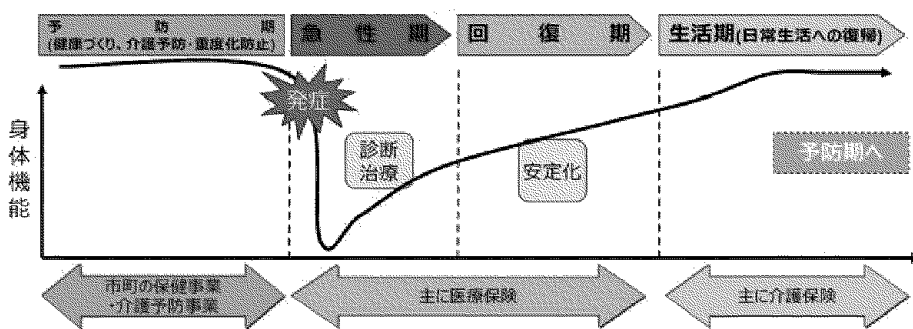 予防期
(健康づくり、介護予防・重度化防止)
急性期
回復期
生活期(日常生活への復帰)
発症
身体機能
診断
治療
安定化
予防期へ
市町の保健事業
・介護予防事業
主に医療保険
主に介護保険